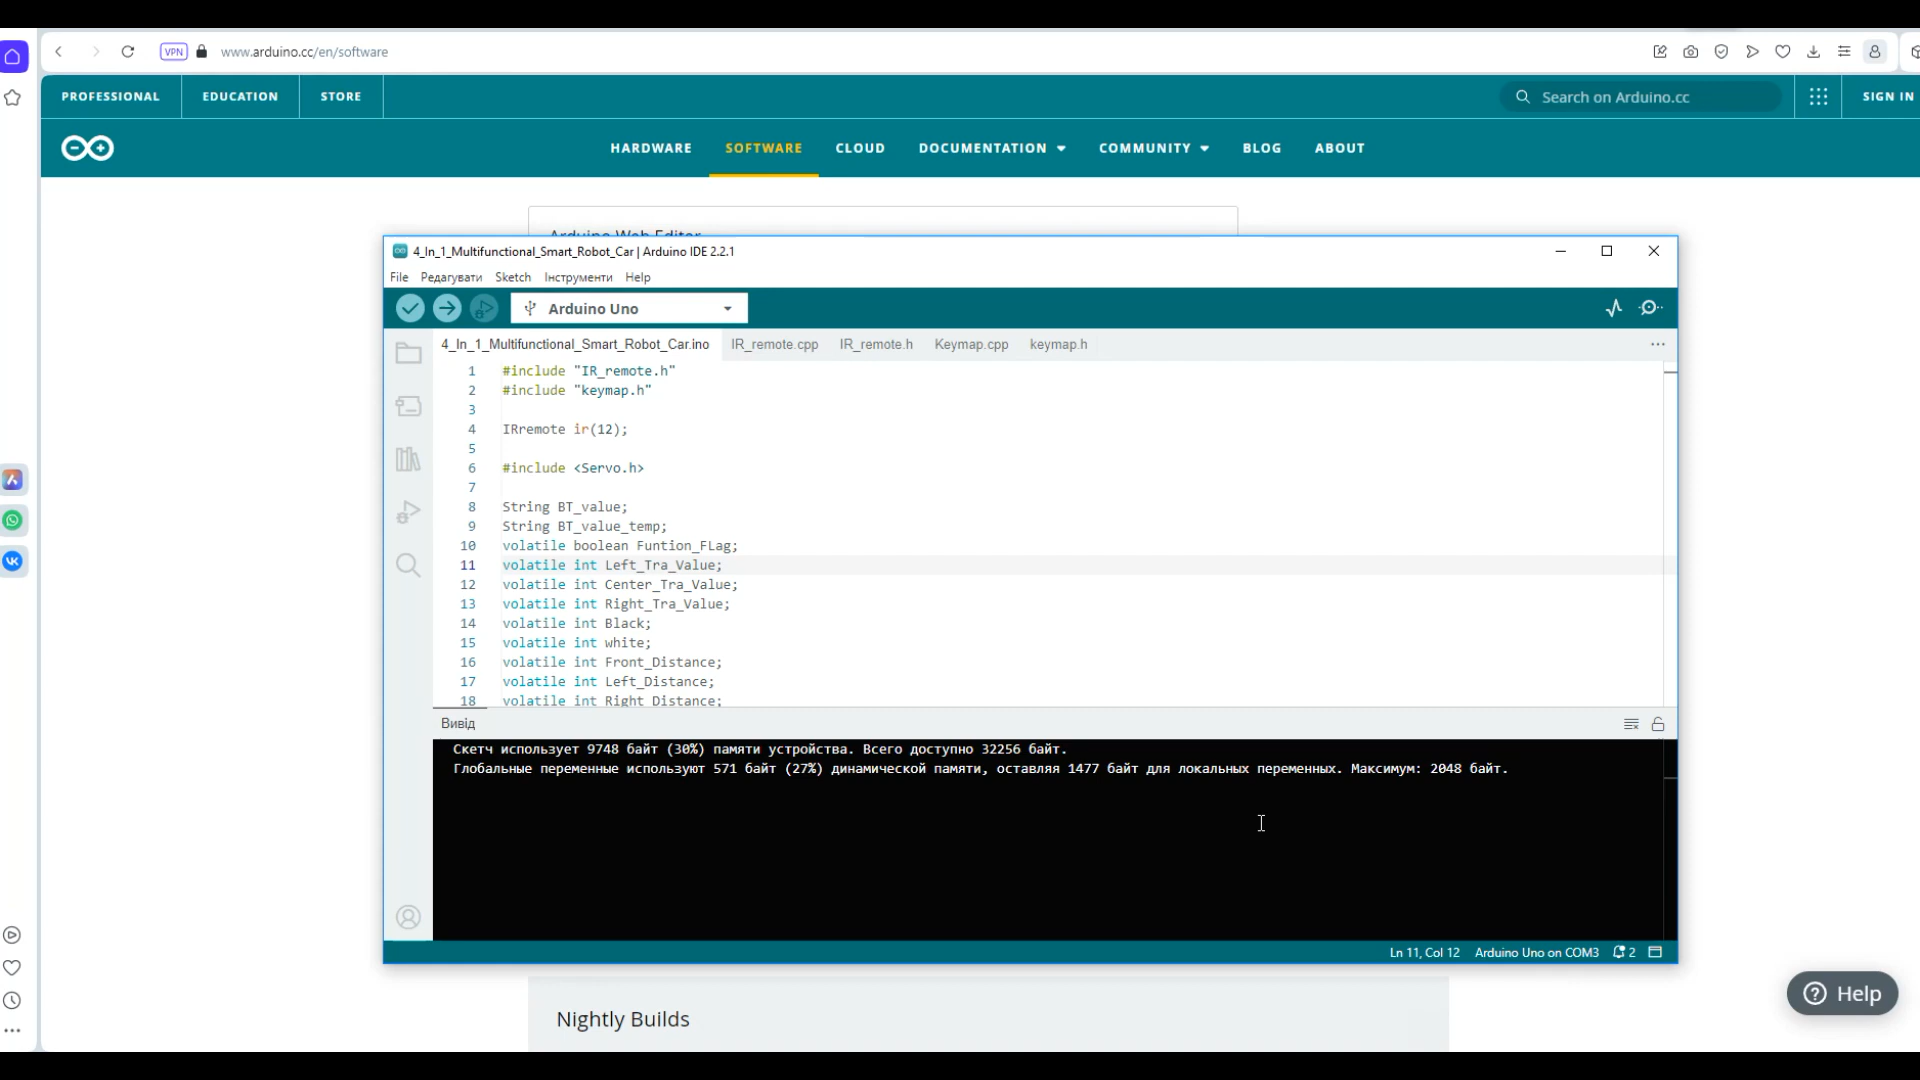 VPN www.arduino.cc/en/software
PROFESSIONAL EDUCATION STORE Search on Arduino.cc SIGN IN
HARDWARE SOFTWARE CLOUD DOCUMENTATION COMMUNITY BLOG ABOUT
Arduino Web Editor
4_In_1_Multifunctional_Smart_Robot_Car | Arduino IDE 2.2.1
File Редагувати Sketch Інструменти Help
Arduino Uno
4_In_1_Multifunctional_Smart_Robot_Car.ino IR_remote.cpp IR_remote.h Keymap.cpp keymap.h
1 #include "IR_remote.h"
2 #include "keymap.h"
3
4 IRremote ir(12);
5
6 #include <Servo.h>
7
8 String BT_value;
9 String BT_value_temp;
10 volatile boolean Funtion_FLag;
11 volatile int Left_Tra_Value;
12 volatile int Center_Tra_Value;
13 volatile int Right_Tra_Value;
14 volatile int Black;
15 volatile int white;
16 volatile int Front_Distance;
17 volatile int Left_Distance;
18 volatile int Right_Distance;
Вивід
Скетч использует 9748 байт (30%) памяти устройства. Всего доступно 32256 байт.
Глобальные переменные используют 571 байт (27%) динамической памяти, оставляя 1477 байт для локальных переменных. Максимум: 2048 байт.
Ln 11, Col 12 Arduino Uno on COM3 2
Help
Nightly Builds